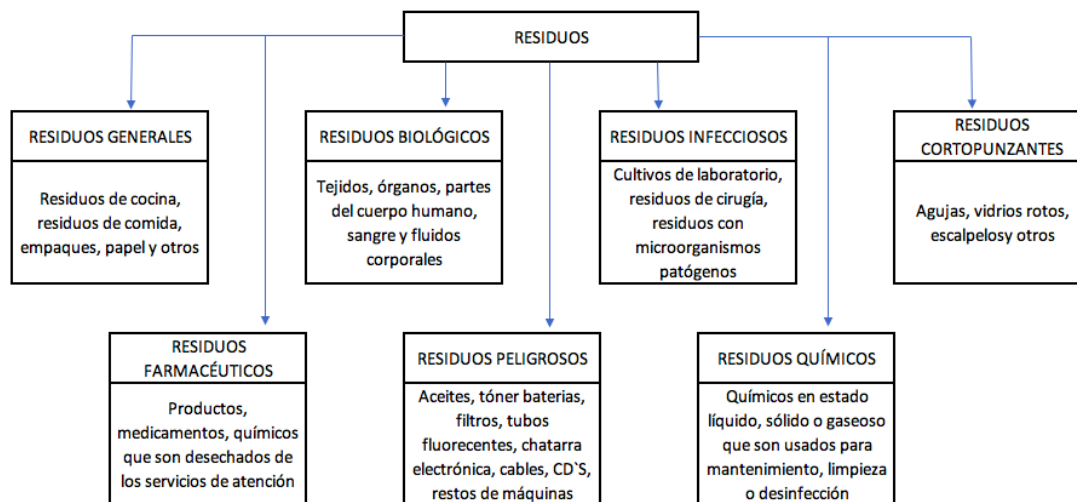 RESIDUOS
RESIDUOS GENERALES
Residuos de cocina,
residuos de comida,
empaques, papel y otros
RESIDUOS BIOLÓGICOS
Tejidos, órganos, partes
del cuerpo humano,
sangre y fluidos
corporales
RESIDUOS INFECCIOSOS
Cultivos de laboratorio,
residuos de cirugía,
residuos con
microorganismos
patógenos
RESIDUOS
CORTOPUNZANTES
Agujas, vidrios rotos,
escalpelosy otros
RESIDUOS
FARMACÉUTICOS
Productos,
medicamentos, químicos
que son desechados de
los servicios de atención
RESIDUOS PELIGROSOS
Aceites, tóner baterias,
filtros, tubos
fluorecentes, chatarra
electrónica, cables, CD`S,
restos de máquinas
RESIDUOS QUÍMICOS
Químicos en estado
líquido, sólido o gaseoso
que son usados para
mantenimiento, limpieza
o desinfección